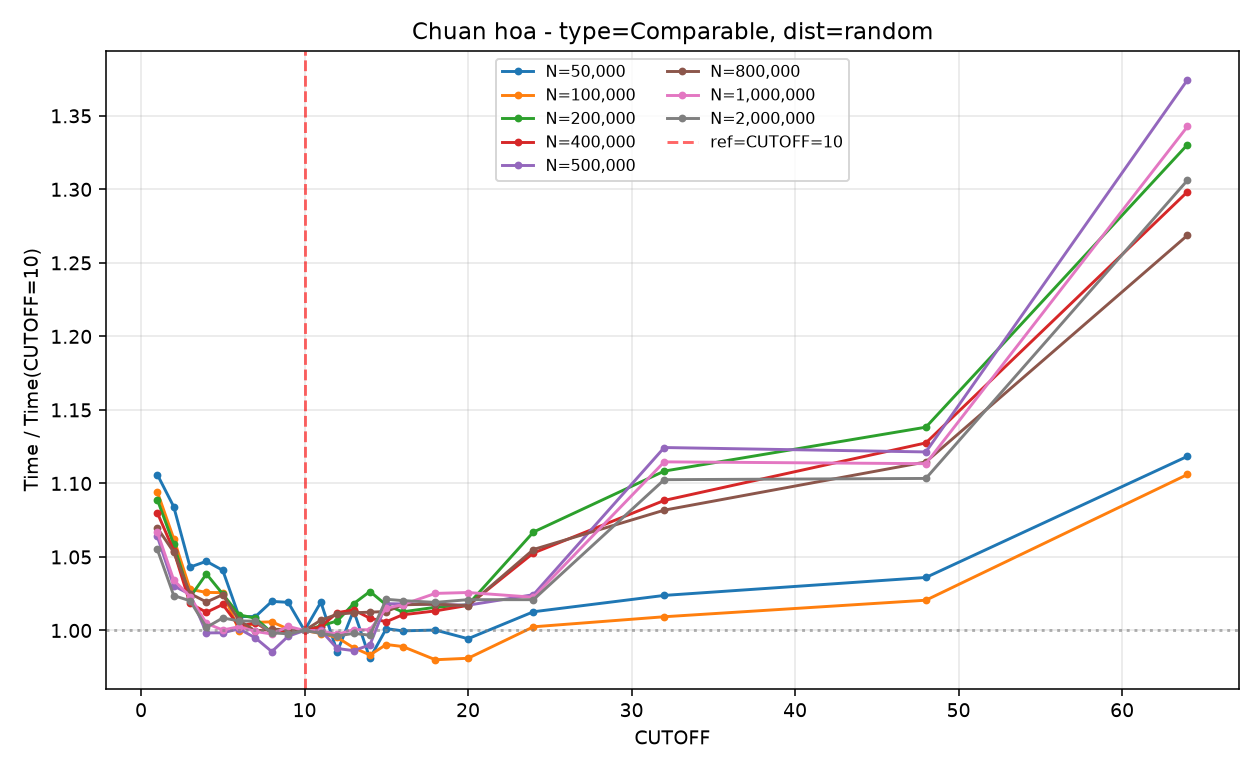 Chuan hoa - type=Comparable, dist=random
N=50,000
N=100,000
N=200,000
N=400,000
N=500,000
N=800,000
N=1,000,000
N=2,000,000
ref=CUTOFF=10
Time / Time(CUTOFF=10)
1.35
1.30
1.25
1.20
1.15
1.10
1.05
1.00
0
10
20
30
40
50
60
CUTOFF